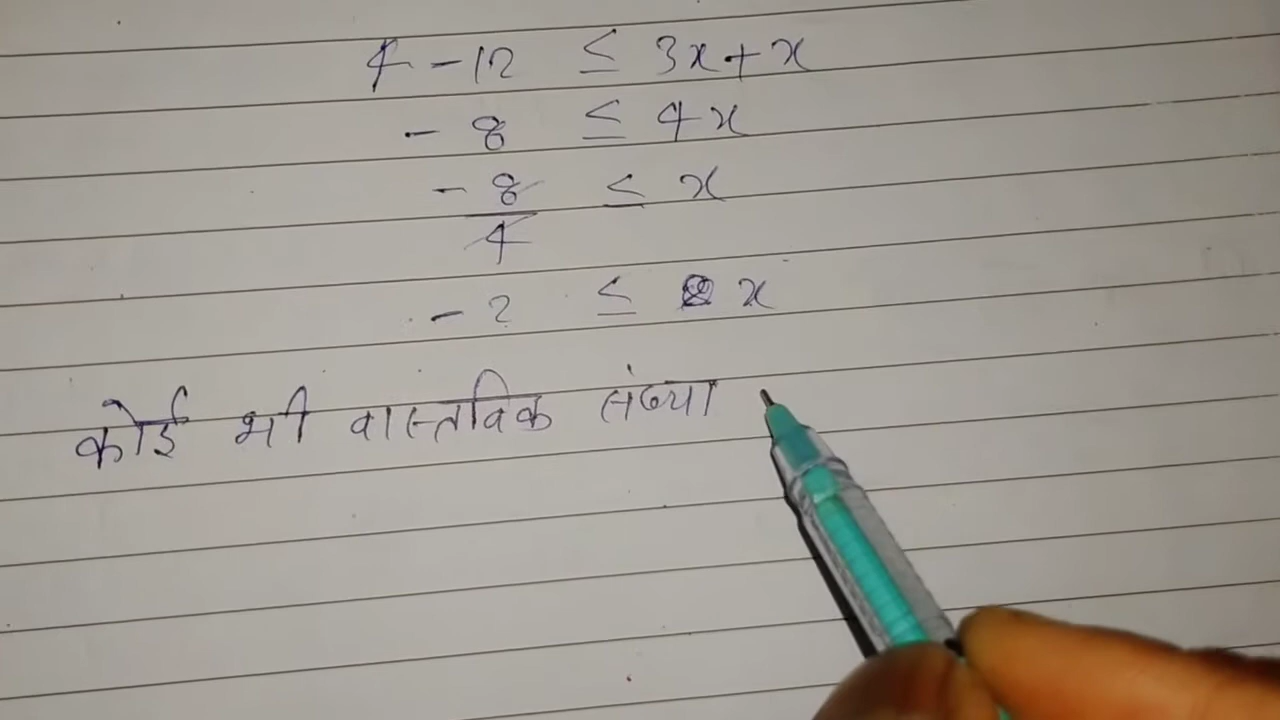 4 - 12 ≤ 3x + x
- 8 ≤ 4x
- 8 ≤ x
4
- 2 ≤ x
कोई भी वास्तविक संख्या